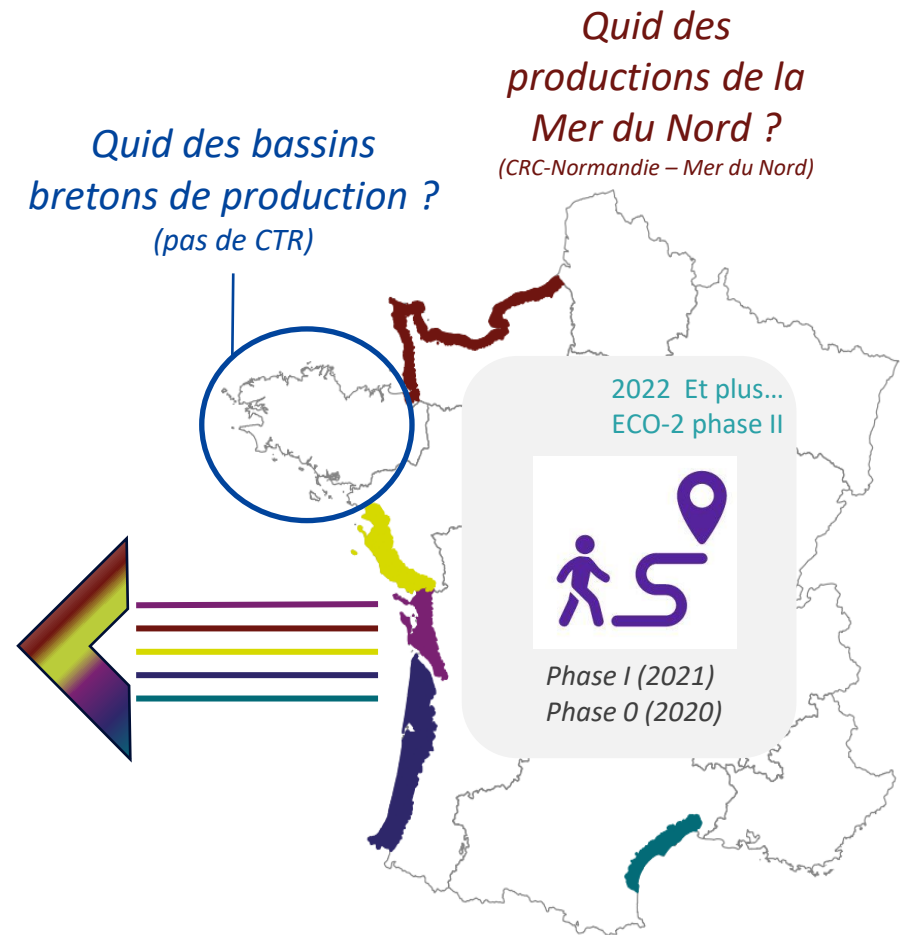 Quid des
productions de la
Mer du Nord ?
(CRC-Normandie – Mer du Nord)
Quid des bassins
bretons de production ?
(pas de CTR)
2022 Et plus...
ECO-2 phase II
Phase I (2021)
Phase 0 (2020)